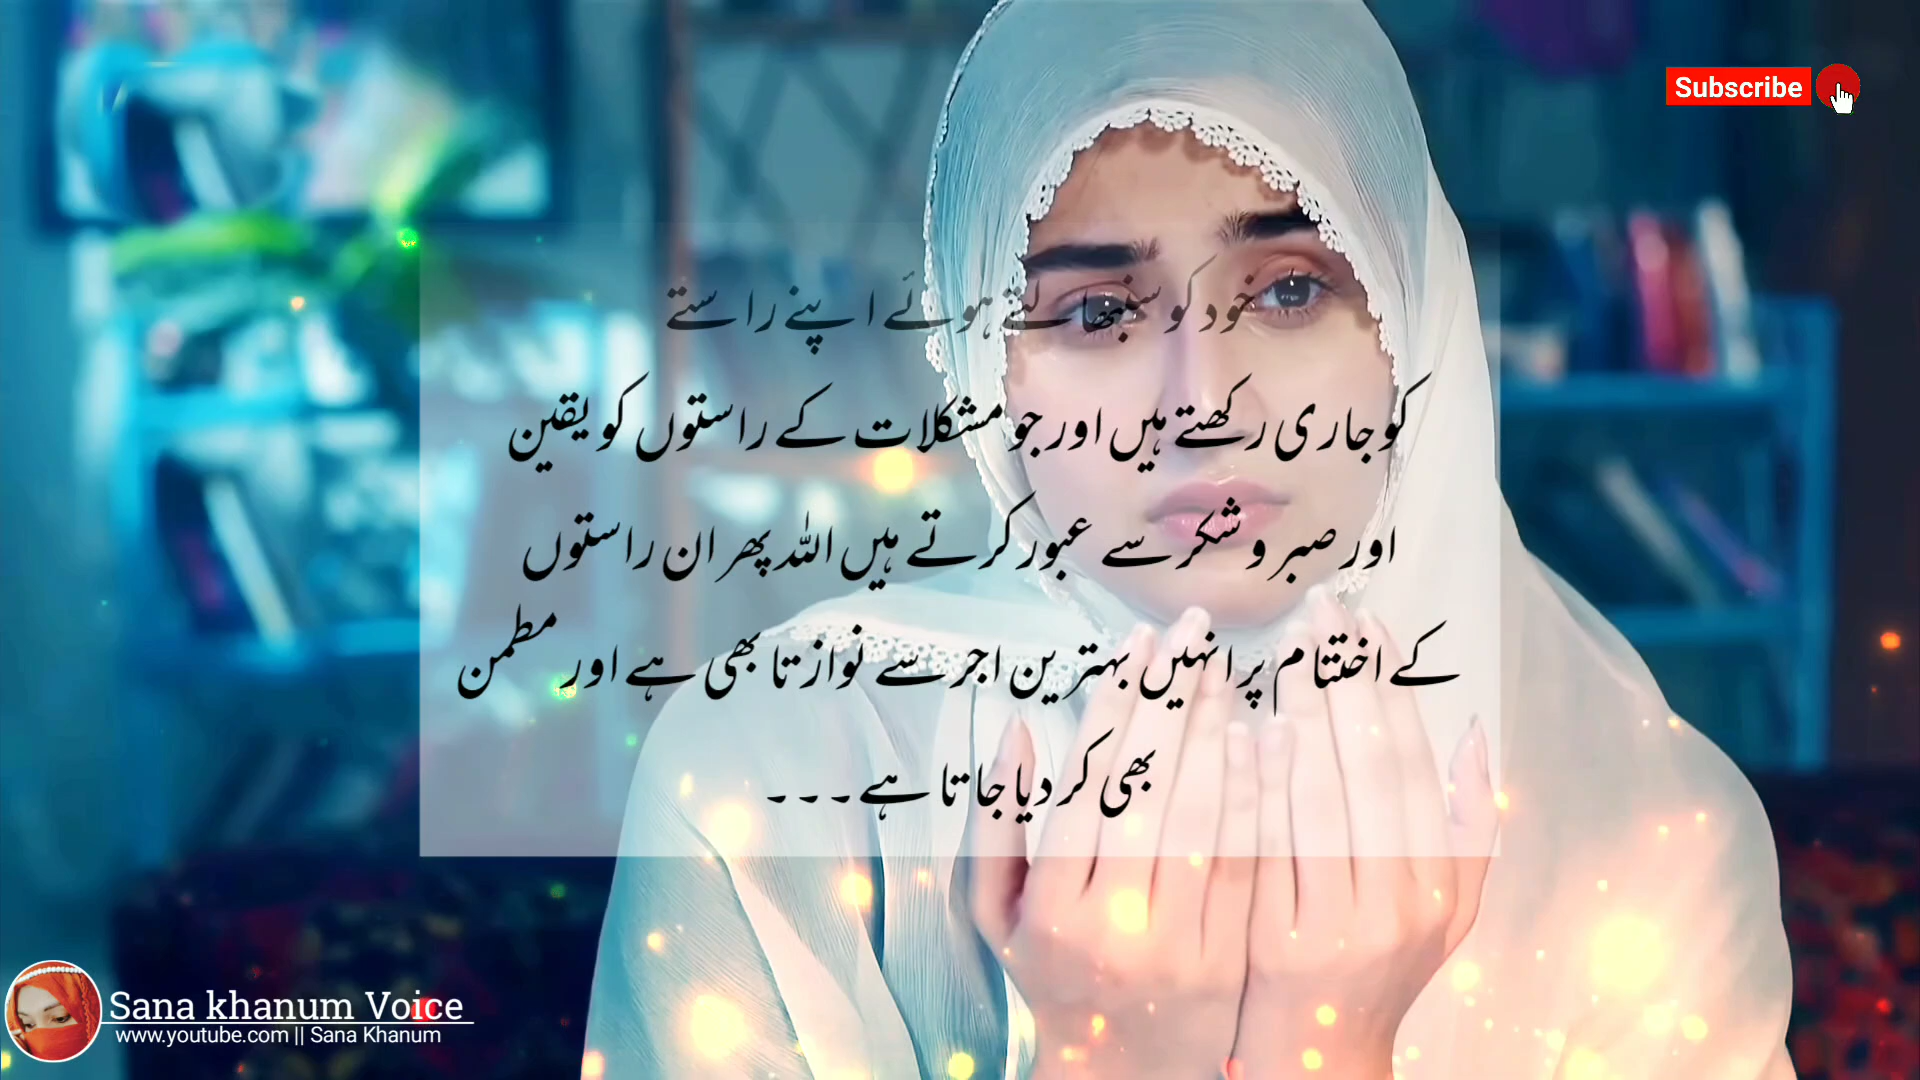 Subscribe
خود کو سنبھالتے ہوئے اپنے راستے
کو جاری رکھتے ہیں اور جو مشکلات کے راستوں کو یقین
اور صبر و شکر سے عبور کرتے ہیں اللہ پھر ان راستوں
کے اختتام پر انہیں بہترین اجر سے نوازتا بھی ہے اور مطمن
بھی کر دیا جاتا ہے۔۔۔
Sana khanum Voice
www.youtube.com || Sana Khanum